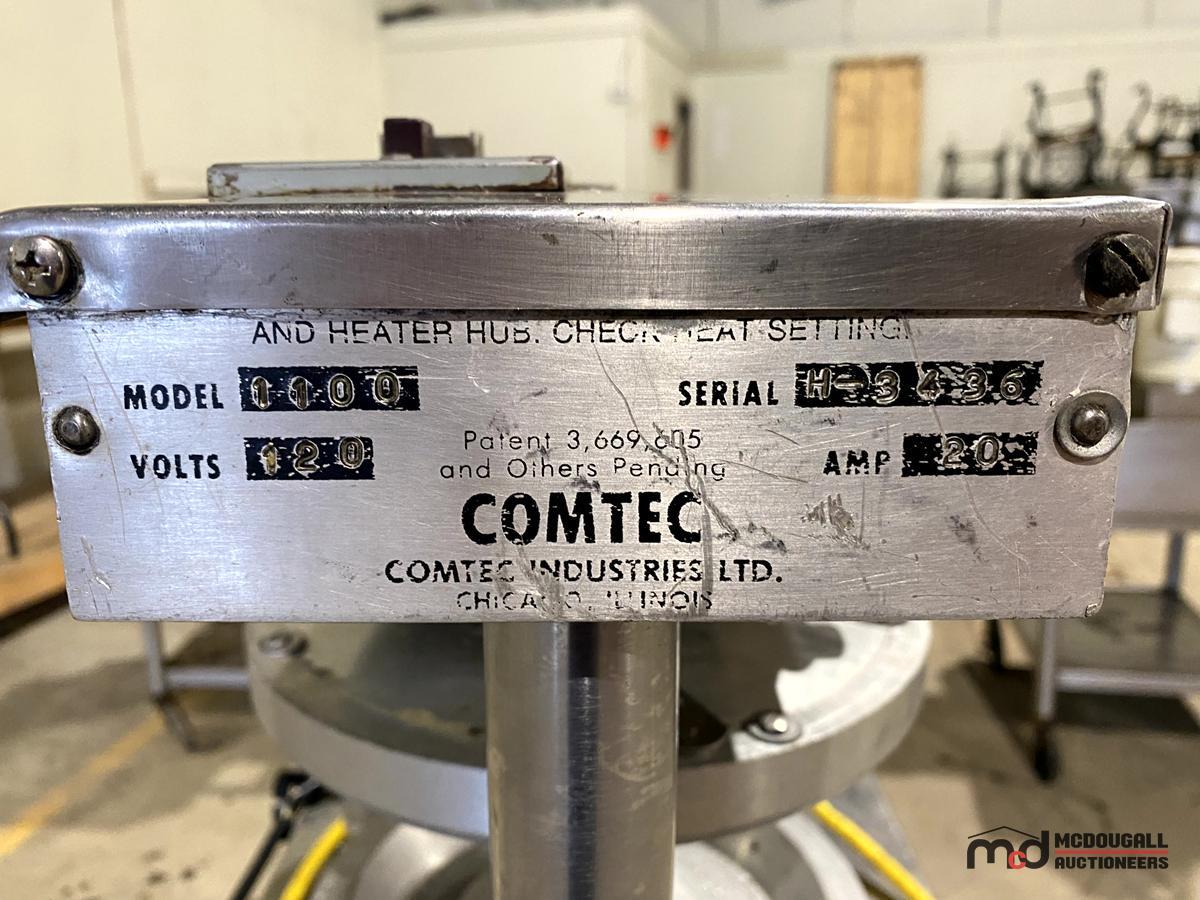 AND HEATER HUB. CHECK HEAT SETTING.
MODEL 1100
SERIAL H-3436
VOLTS 120
Patent 3,669,605
and Others Pending
AMP 20
COMTEC
COMTEC INDUSTRIES LTD.
CHICAGO, ILLINOIS
mcd MCDOUGALL
AUCTIONEERS